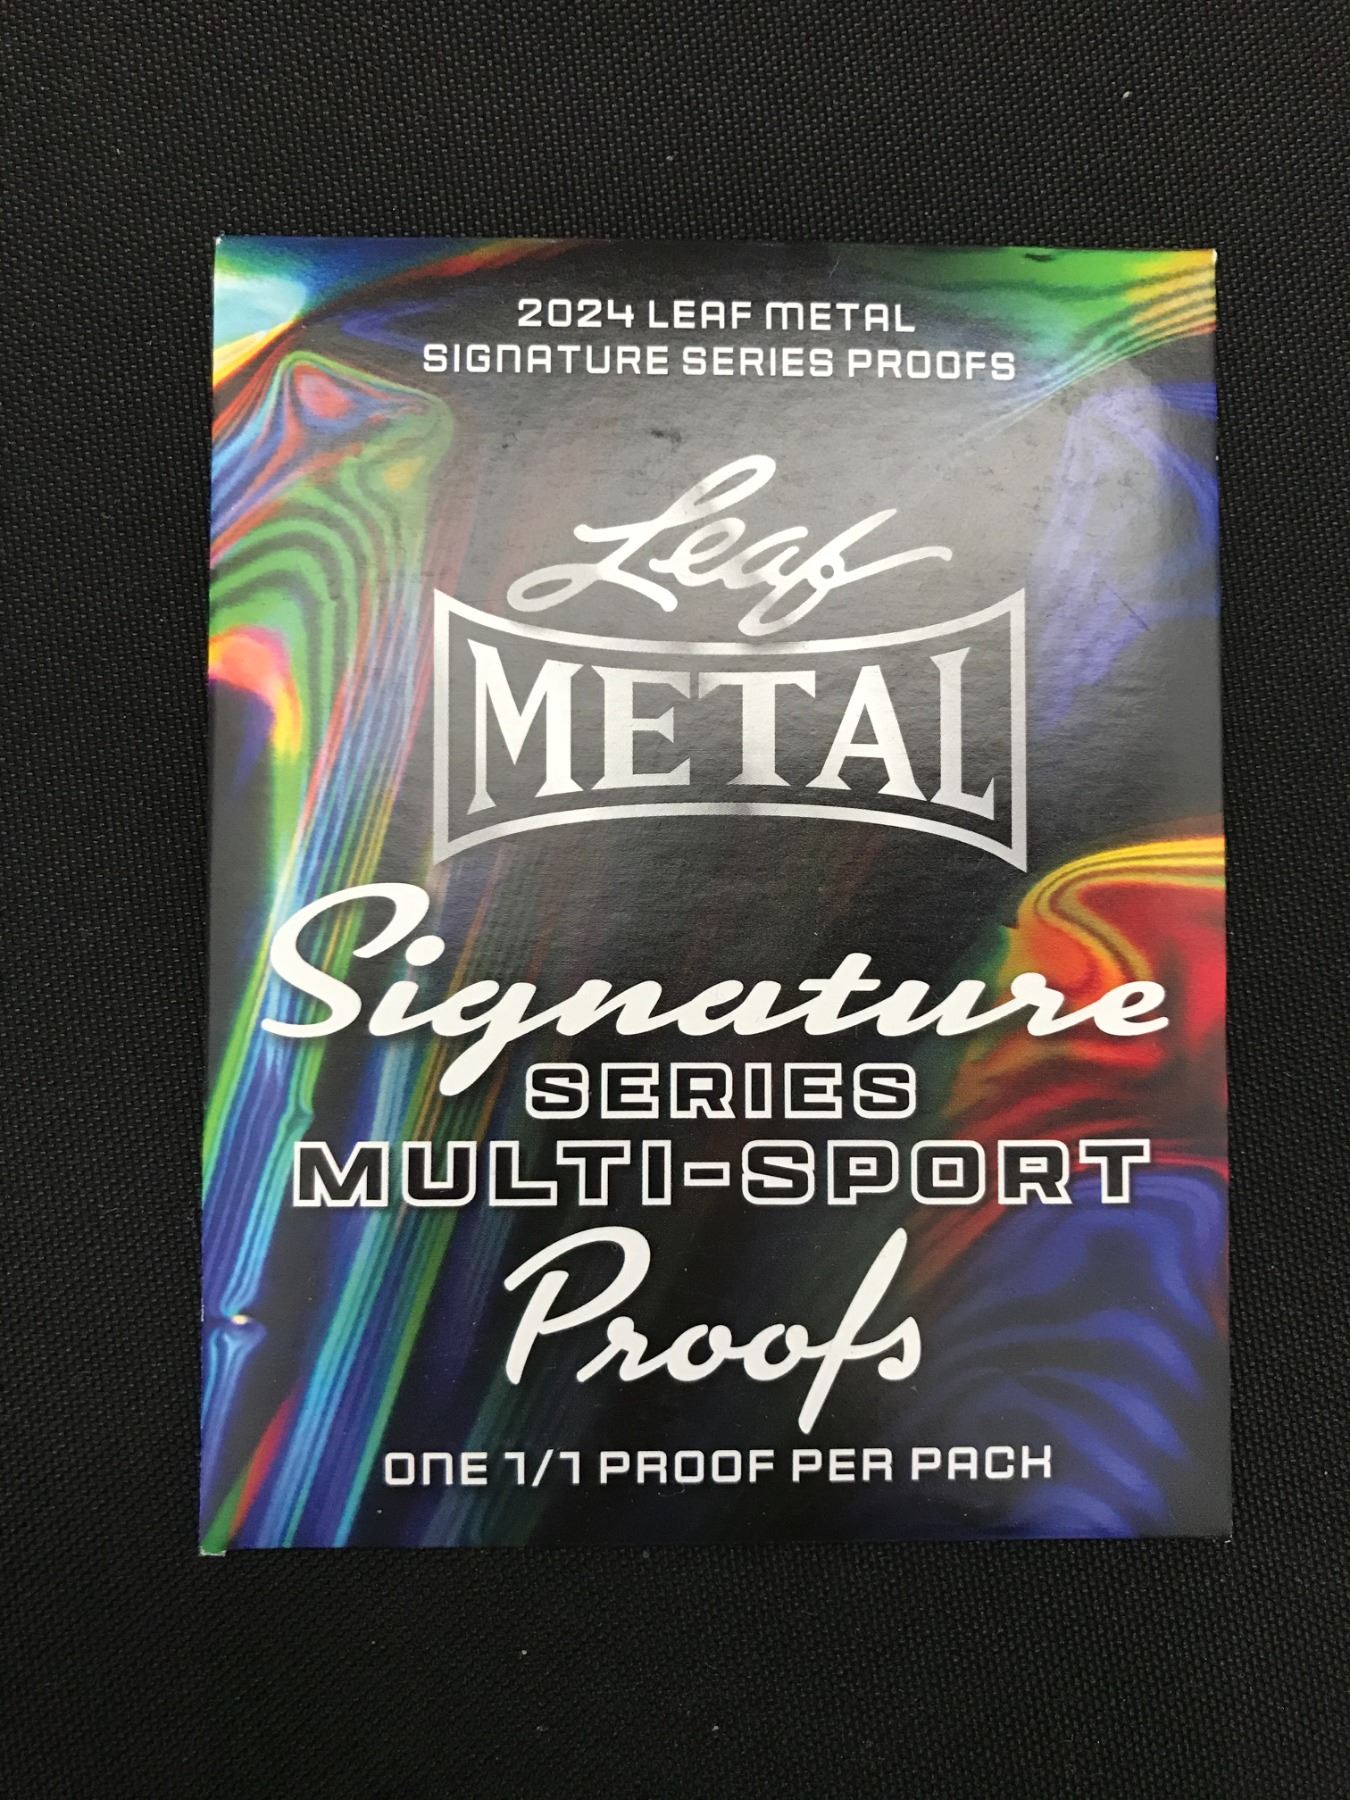 2024 LEAF METAL
SIGNATURE SERIES PROOFS
Leaf
METAL
Signature
SERIES
MULTI-SPORT
Proofs
ONE 1/1 PROOF PER PACK